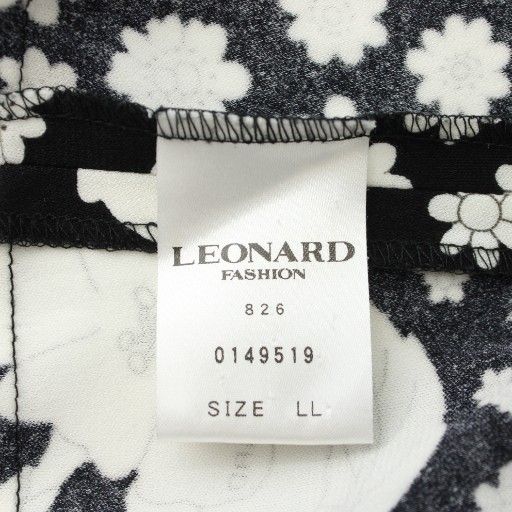 LEONARD
FASHION
826
0149519
SIZE LL